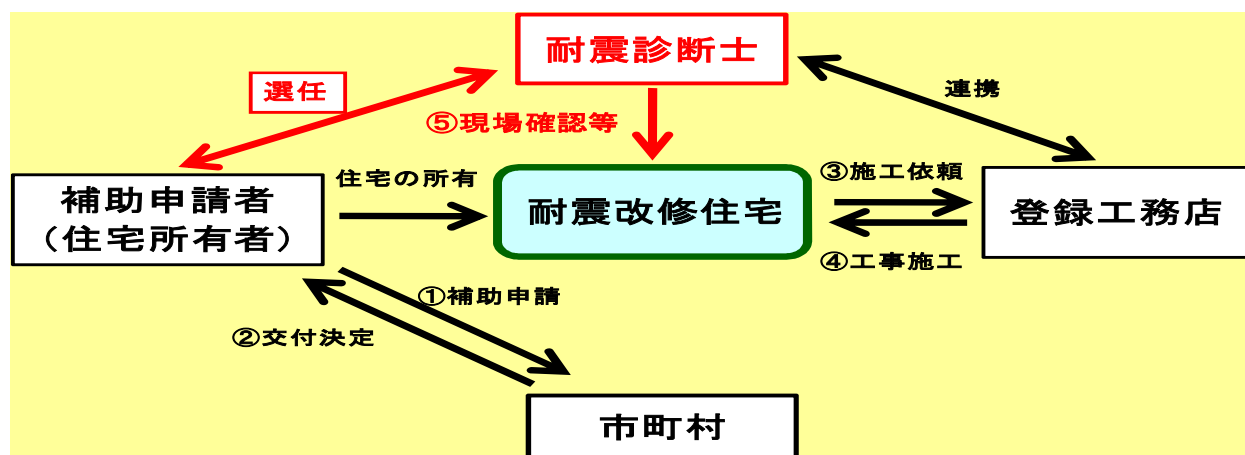 耐震診断士
選任
連携
⑤現場確認等
住宅の所有
③施工依頼
補助申請者
（住宅所有者）
耐震改修住宅
登録工務店
④工事施工
①補助申請
②交付決定
市町村